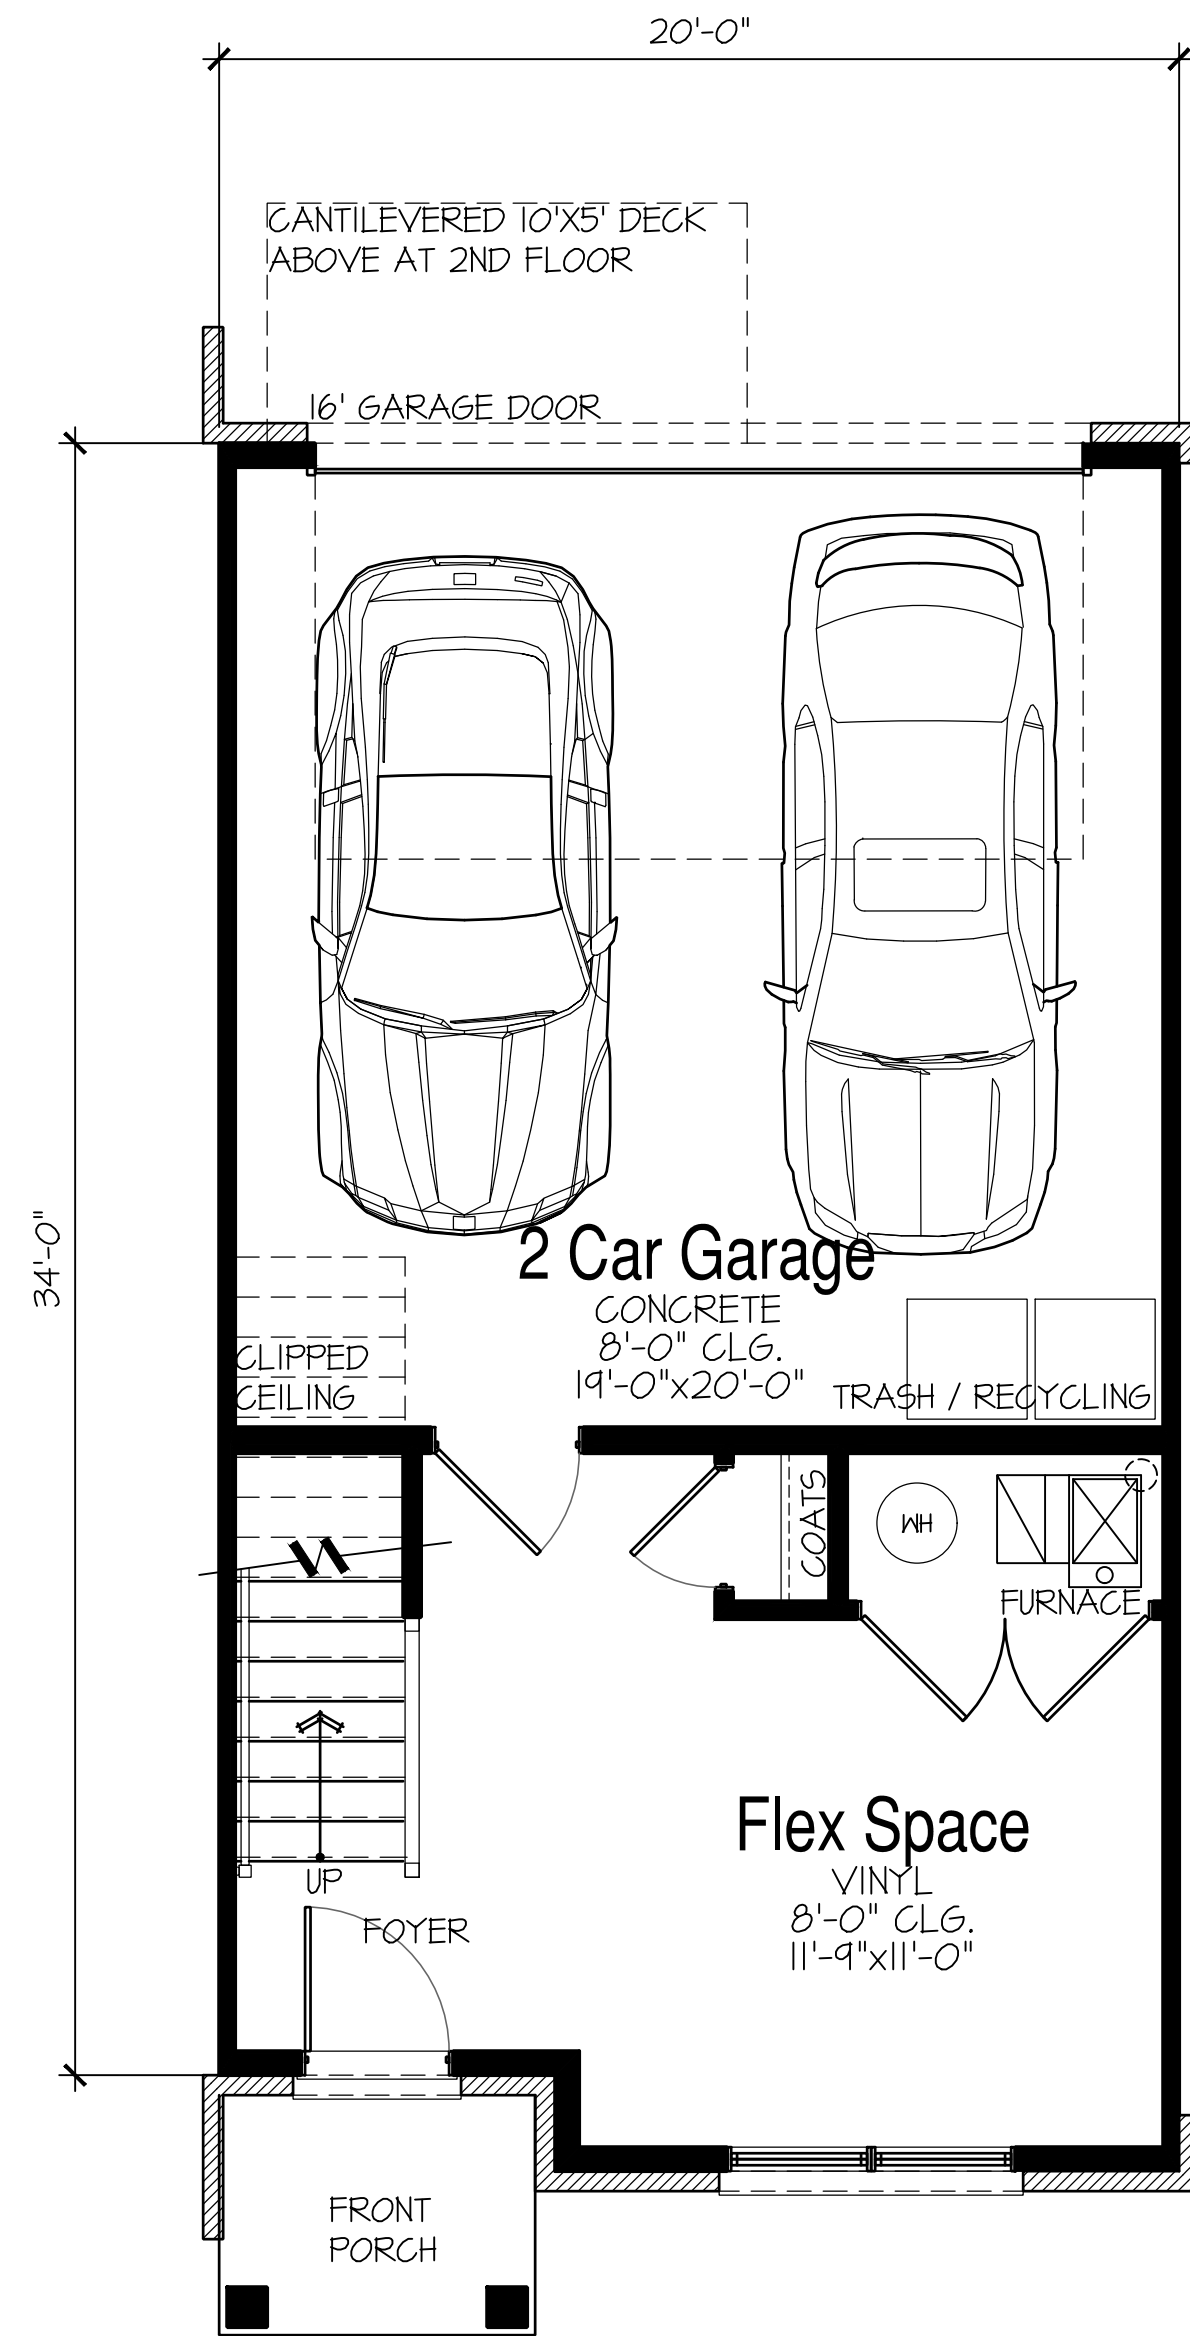 20'-0"
CANTILEVERED 10'X5' DECK
ABOVE AT 2ND FLOOR
16' GARAGE DOOR
34'-0"
2 Car Garage
CONCRETE
8'-0" CLG.
19'-0"x20'-0"
CLIPPED
CEILING
TRASH / RECYCLING
COATS
WH
FURNACE
Flex Space
VINYL
8'-0" CLG.
11'-9"x11'-0"
UP
FOYER
FRONT
PORCH